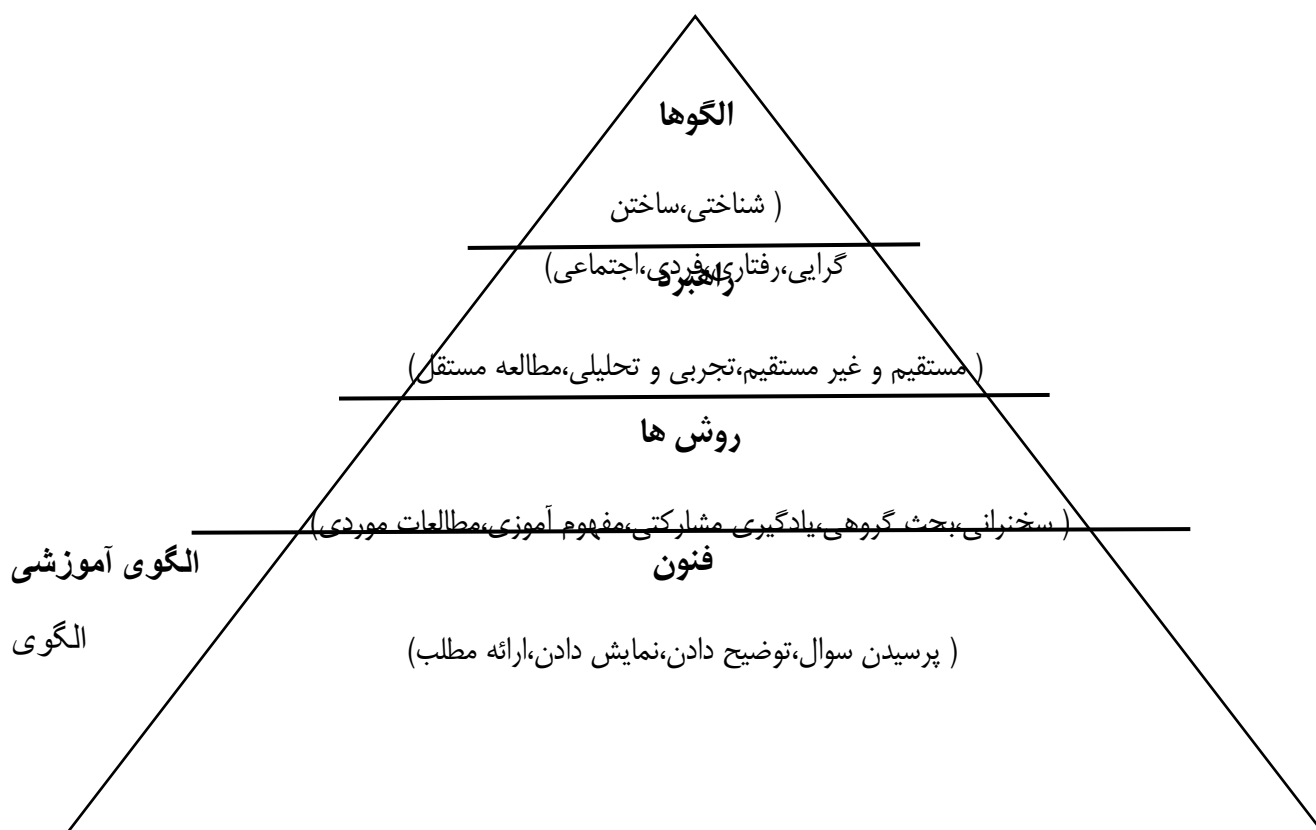 الگوها
( شناختی،ساختن
گرایی،رفتاری،فردی،اجتماعی)
راهبرد
( مستقیم و غیر مستقیم،تجربی و تحلیلی،مطالعه مستقل)
روش ها
( سخنرانی،بحث گروهی،یادگیری مشارکتی،مفهوم آموزی،مطالعات موردی)
فنون
( پرسیدن سوال،توضیح دادن،نمایش دادن،ارائه مطلب)
الگوی آموزشی
الگوی